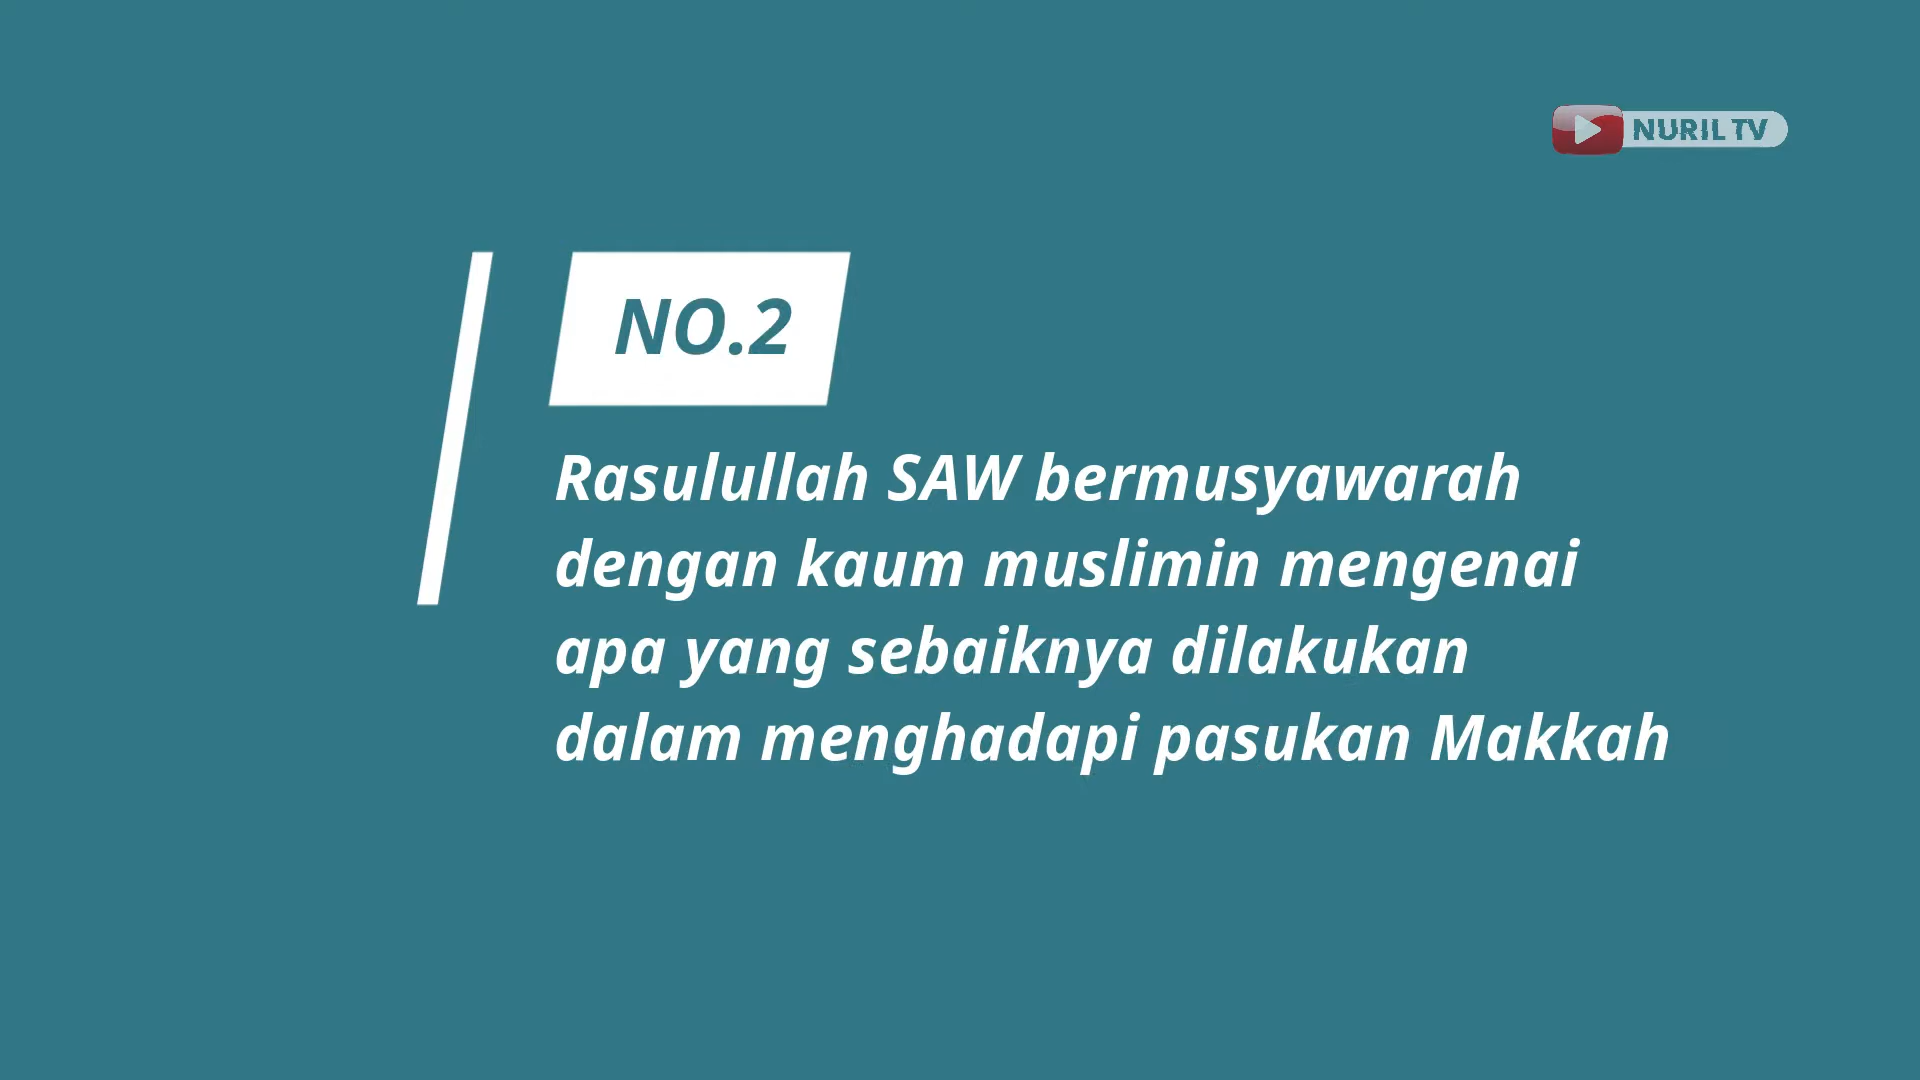 NURIL TV
NO.2
Rasulullah SAW bermusyawarah
dengan kaum muslimin mengenai
apa yang sebaiknya dilakukan
dalam menghadapi pasukan Makkah